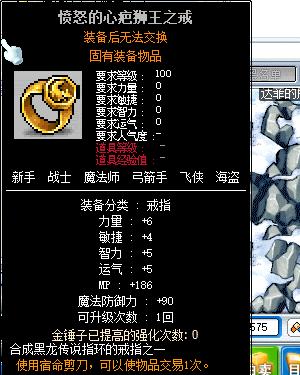 愤怒的心疤狮王之戒
装备后无法交换
固有装备物品
要求等级: 100
要求力量: 0
要求敏捷: 0
要求智力: 0
要求运气: 0
要求人气度: -
道具等级: -
道具经验值: -
新手 战士 魔法师 弓箭手 飞侠 海盗
装备分类 : 戒指
力量 : +6
敏捷 : +4
智力 : +5
运气 : +5
MP : +186
魔法防御力 : +90
可升级次数 : 1回
金锤子已提高的强化次数: 0
合成黑龙传说指环的戒指之一
使用宿命剪刀，可以使物品交易1次。
575